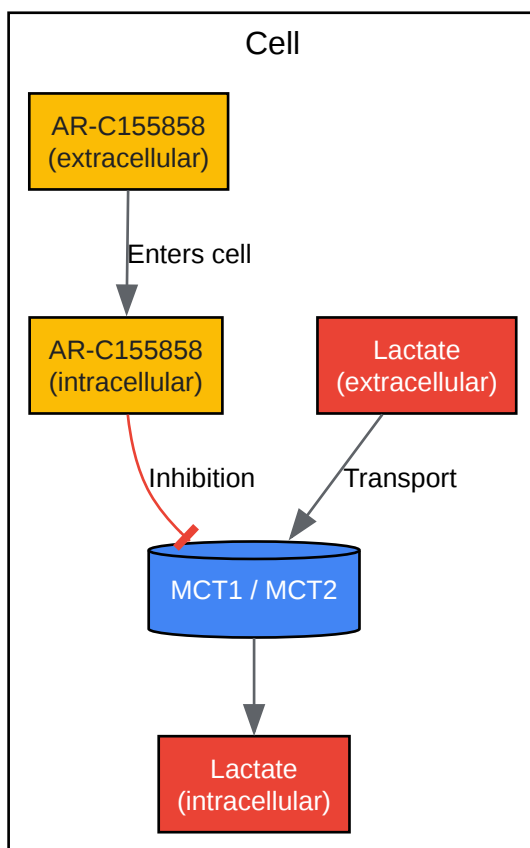 Cell
AR-C155858
(extracellular)
Enters cell
AR-C155858
(intracellular)
Lactate
(extracellular)
Inhibition
Transport
MCT1 / MCT2
Lactate
(intracellular)